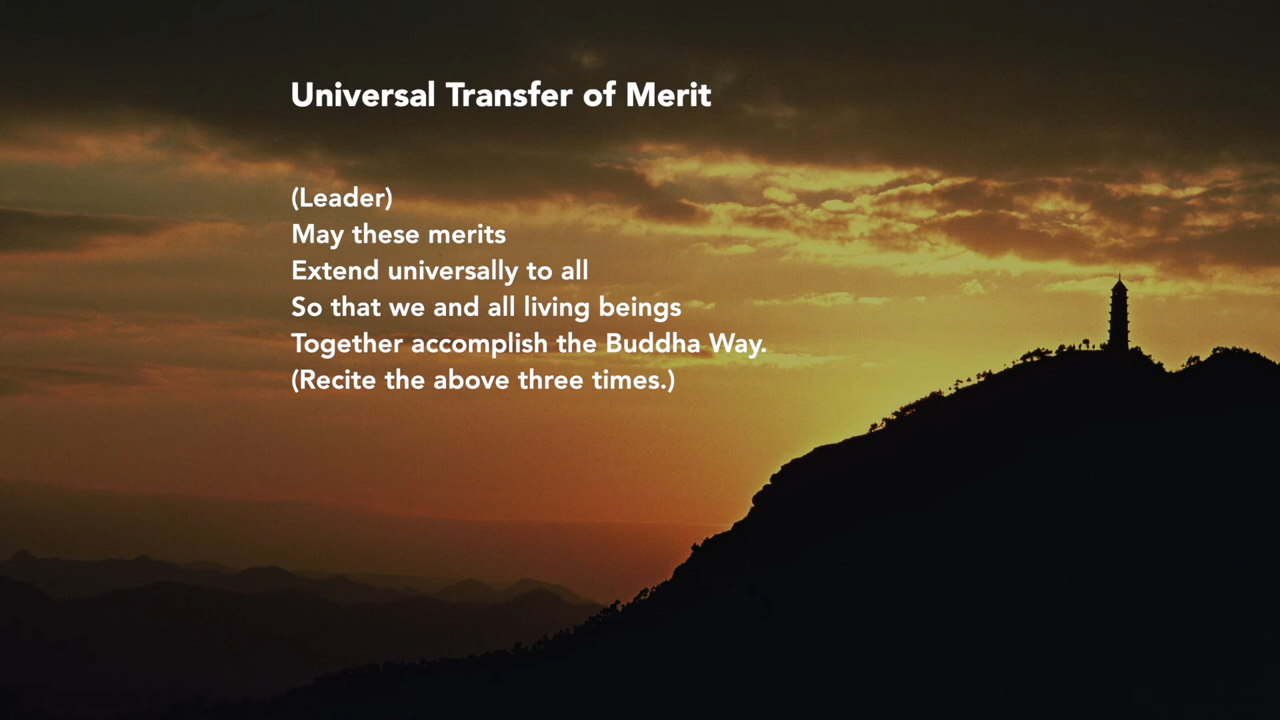 Universal Transfer of Merit
(Leader)
May these merits
Extend universally to all
So that we and all living beings
Together accomplish the Buddha Way.
(Recite the above three times.)